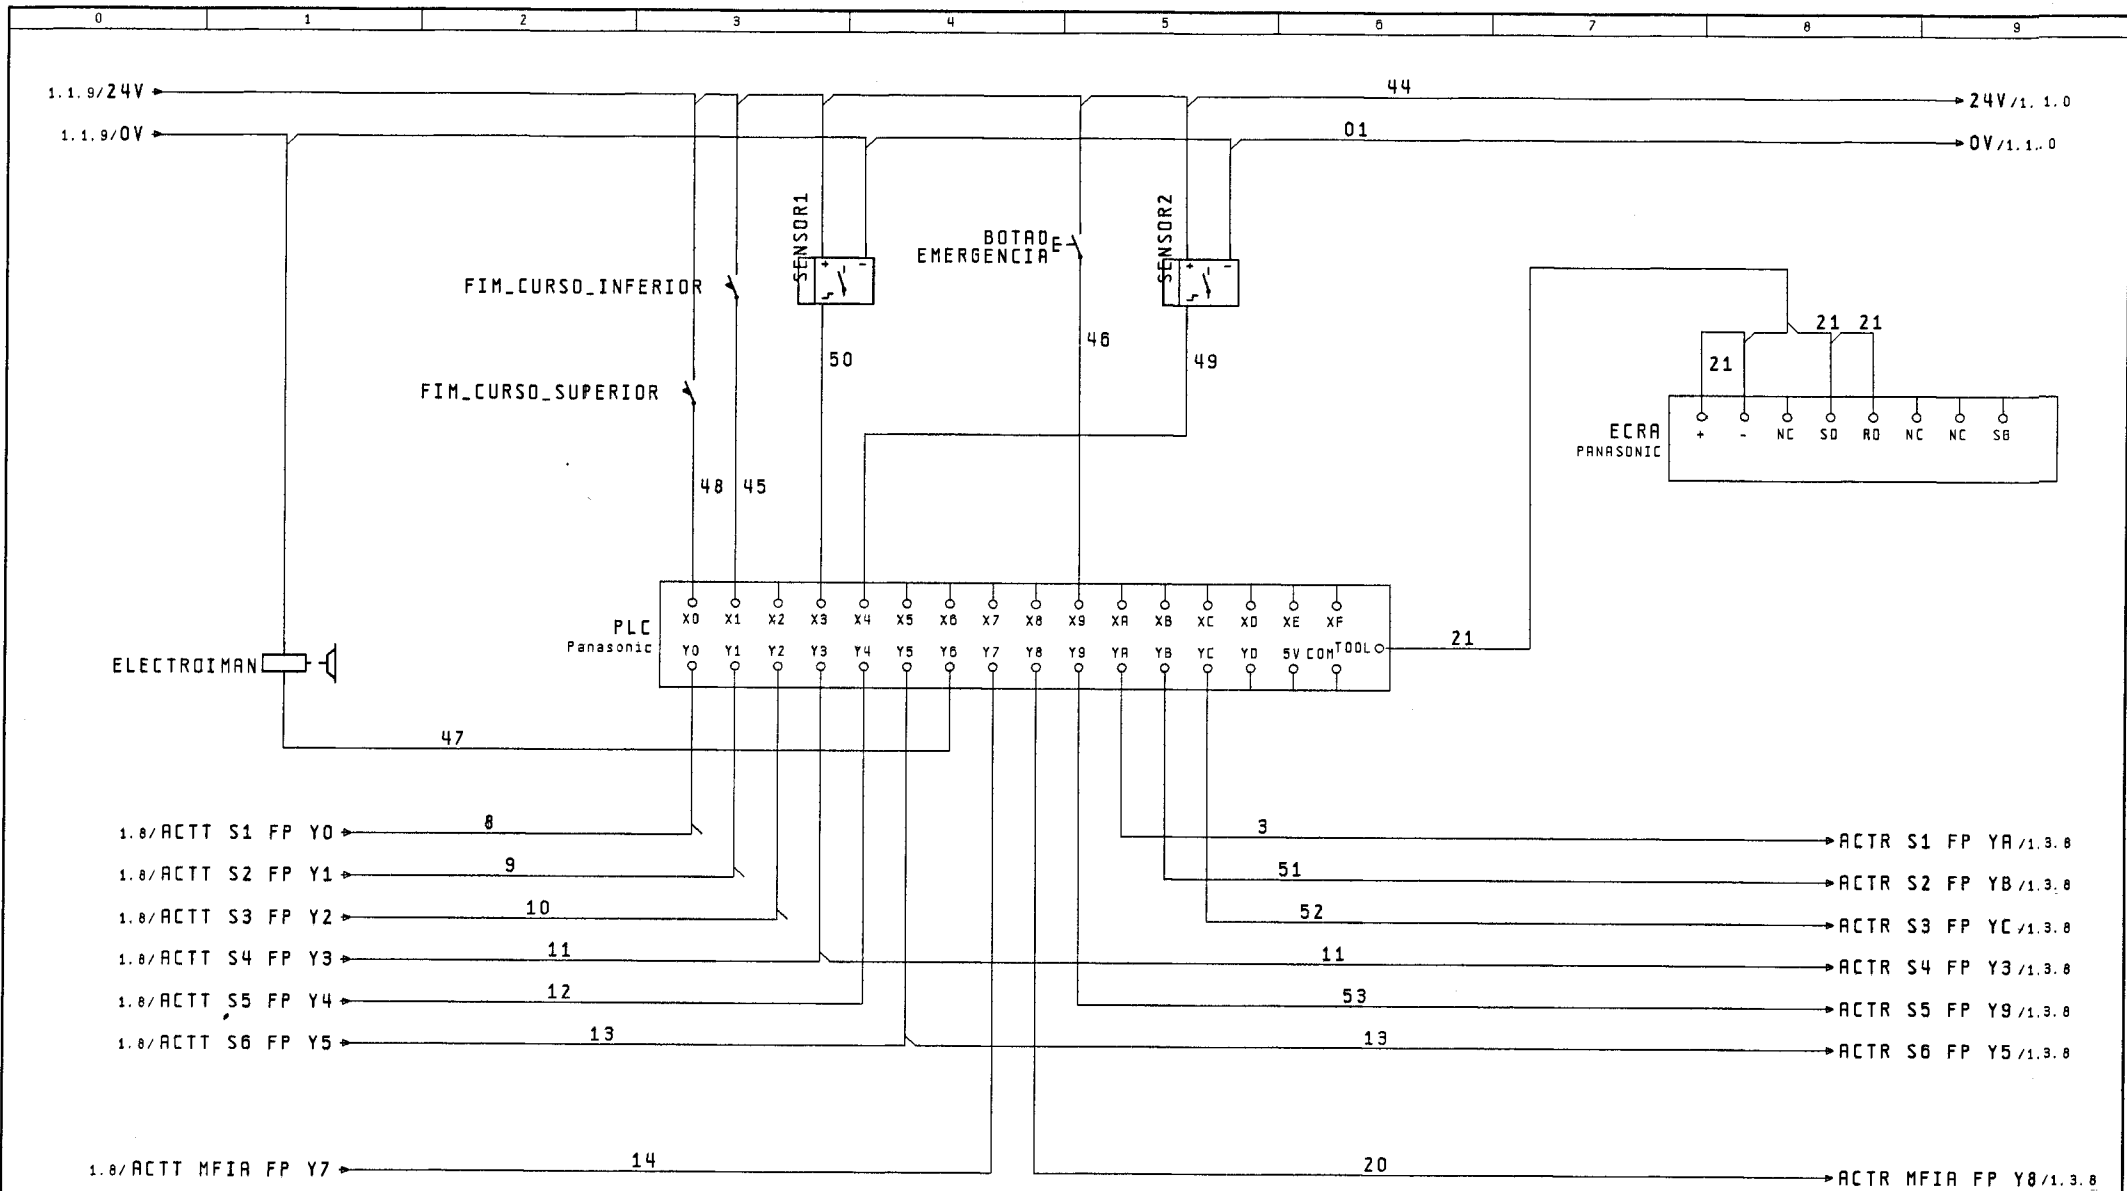 0 1 2 3 4 5 6 7 8 9
1.1.9/24V
44
24V/1.1.0
1.1.9/0V
01
0V/1.1.0
SENSOR1
SENSOR2
BOTAO
EMERGENCIA
E
FIM_CURSO_INFERIOR
+ -
+ -
46
50
49
21 21
21
FIM_CURSO_SUPERIOR
ECRA
PANASONIC
+ - NC SD RD NC NC SG
48 45
PLC
Panasonic
X0 X1 X2 X3 X4 X5 X6 X7 X8 X9 XA XB XC XD XE XF
Y0 Y1 Y2 Y3 Y4 Y5 Y6 Y7 Y8 Y9 YA YB YC YD 5V COM TOOL
21
ELECTROIMAN
47
1.8/ACTT S1 FP Y0
8
3
ACTR S1 FP YA/1.3.8
1.8/ACTT S2 FP Y1
9
51
ACTR S2 FP YB/1.3.8
1.8/ACTT S3 FP Y2
10
52
ACTR S3 FP YC/1.3.8
1.8/ACTT S4 FP Y3
11
11
ACTR S4 FP Y3/1.3.8
1.8/ACTT S5 FP Y4
12
53
ACTR S5 FP Y9/1.3.8
1.8/ACTT S6 FP Y5
13
13
ACTR S6 FP Y5/1.3.8
1.8/ACTT MFIA FP Y7
14
20
ACTR MFIA FP Y8/1.3.8